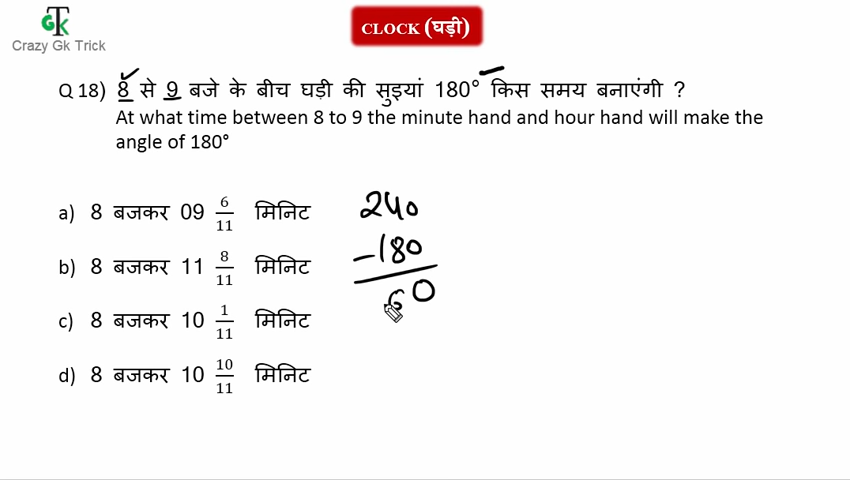 GTK
Crazy Gk Trick
CLOCK (घड़ी)
Q 18) 8 से 9 बजे के बीच घड़ी की सुइयां 180° किस समय बनाएंगी ?
At what time between 8 to 9 the minute hand and hour hand will make the
angle of 180°
a) 8 बजकर 09 6/11 मिनिट
b) 8 बजकर 11 8/11 मिनिट
c) 8 बजकर 10 1/11 मिनिट
d) 8 बजकर 10 10/11 मिनिट
240
-180
60